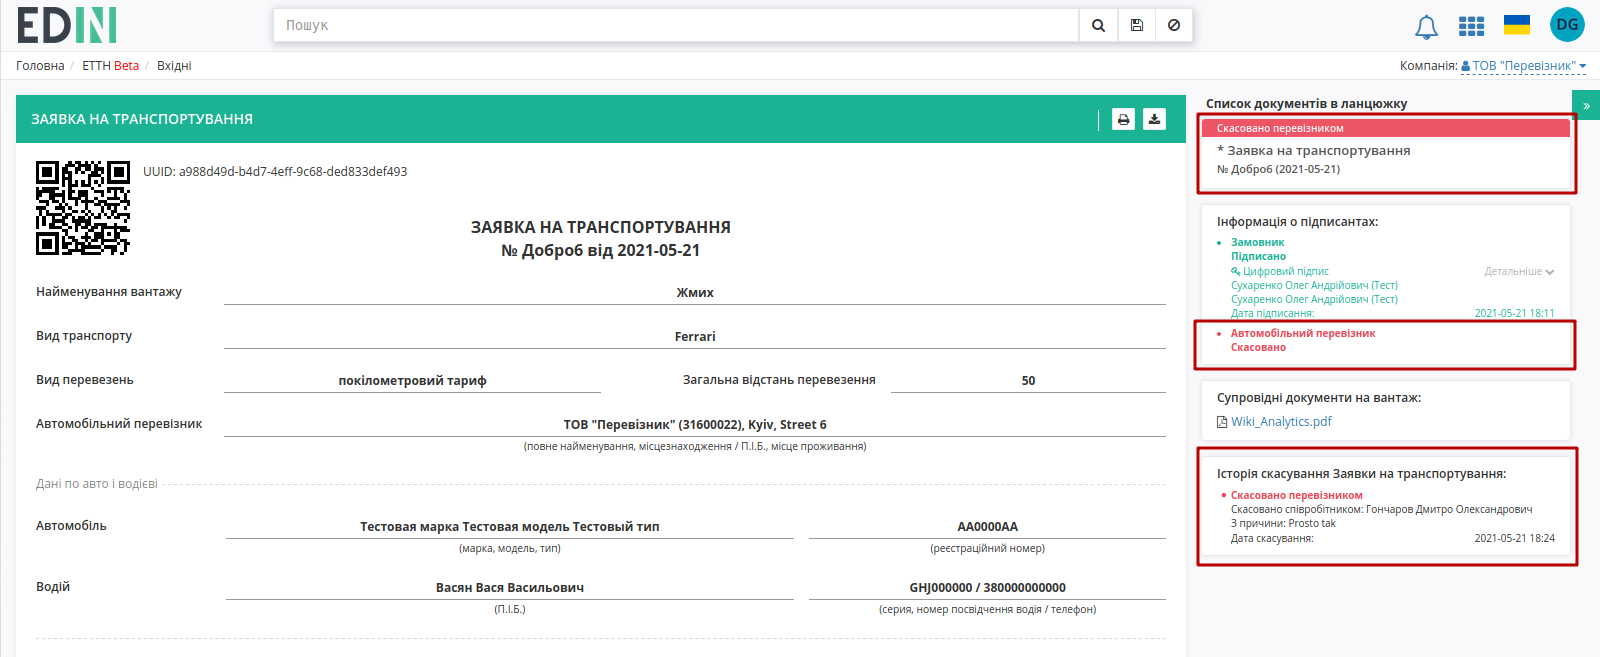 EDIN
Пошук
DG
Головна / ЕТТН Beta / Вхідні
Компанія: ТОВ "Перевізник"
ЗАЯВКА НА ТРАНСПОРТУВАННЯ
UUID: a988d49d-b4d7-4eff-9c68-ded833def493
ЗАЯВКА НА ТРАНСПОРТУВАННЯ
№ Добро6 від 2021-05-21
Найменування вантажу
Жмих
Вид транспорту
Ferrari
Вид перевезень
покілометровий тариф
Загальна відстань перевезення
50
Автомобільний перевізник
ТОВ "Перевізник" (31600022), Kyiv, Street 6
(повне найменування, місцезнаходження / П.І.Б., місце проживання)
Дані по авто і водієві
Автомобіль
Тестовая марка Тестовая модель Тестовый тип
АА0000АА
(марка, модель, тип)
(реєстраційний номер)
Водій
Васян Вася Васильович
GHJ000000 / 380000000000
(П.І.Б.)
(серия, номер посвідчення водія / телефон)
Список документів в ланцюжку
»
Скасовано перевізником
* Заявка на транспортування
№ Добро6 (2021-05-21)
Інформація о підписантах:
Замовник
Підписано
Цифровий підпис
Детальніше
Сухаренко Олег Андрійович (Тест)
Сухаренко Олег Андрійович (Тест)
Дата підписання: 2021-05-21 18:11
Автомобільний перевізник
Скасовано
Супровідні документи на вантаж:
Wiki_Analytics.pdf
Історія скасування Заявки на транспортування:
Скасовано перевізником
Скасовано співробітником: Гончаров Дмитро Олександрович
З причини: Prosto tak
Дата скасування: 2021-05-21 18:24